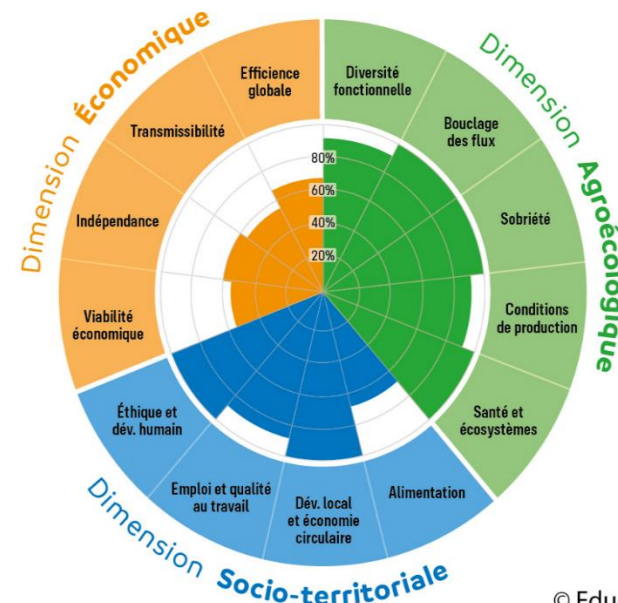 Dimension Économique
Efficience
globale
Transmissibilité
Indépendance
Viabilité
économique
Dimension Agroécologique
Diversité
fonctionnelle
Bouclage
des flux
Sobriété
Conditions
de production
Santé et
écosystèmes
80%
60%
40%
20%
Dimension Socio-territoriale
Éthique et
dév. humain
Emploi et qualité
au travail
Dév. local
et économie
circulaire
Alimentation
© Edu